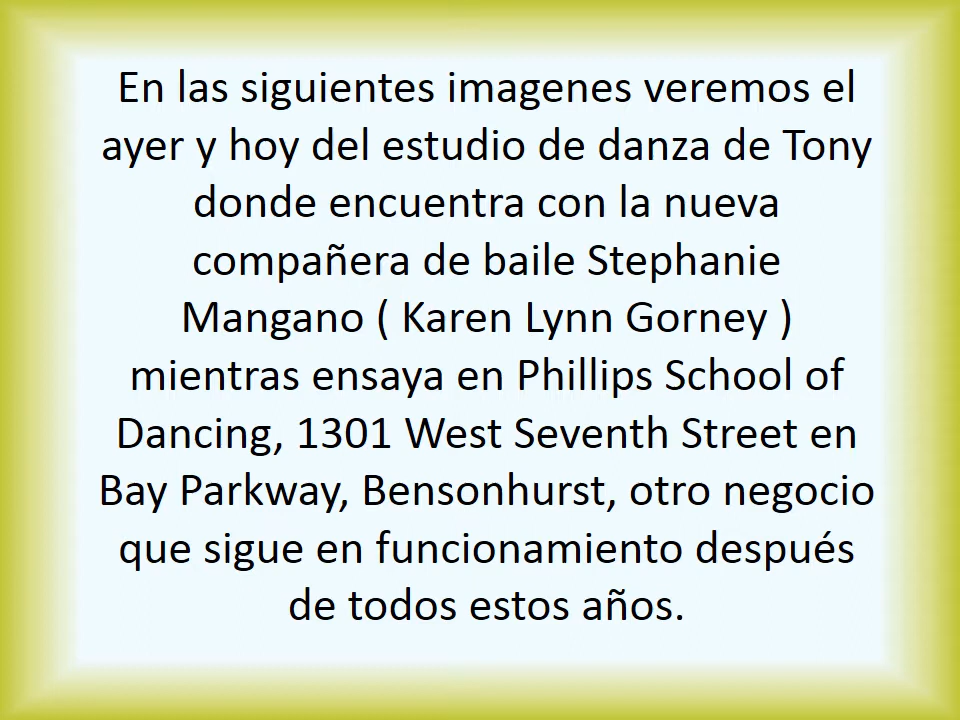 En las siguientes imagenes veremos el
ayer y hoy del estudio de danza de Tony
donde encuentra con la nueva
compañera de baile Stephanie
Mangano ( Karen Lynn Gorney )
mientras ensaya en Phillips School of
Dancing, 1301 West Seventh Street en
Bay Parkway, Bensonhurst, otro negocio
que sigue en funcionamiento después
de todos estos años.